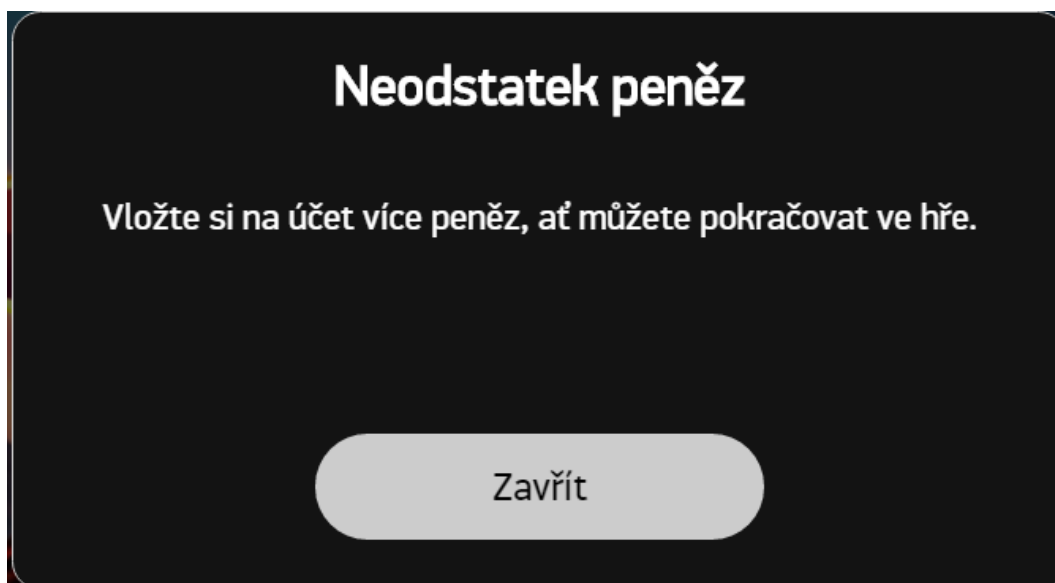 Neodstatek peněz
Vložte si na účet více peněz, ať můžete pokračovat ve hře.
Zavřít